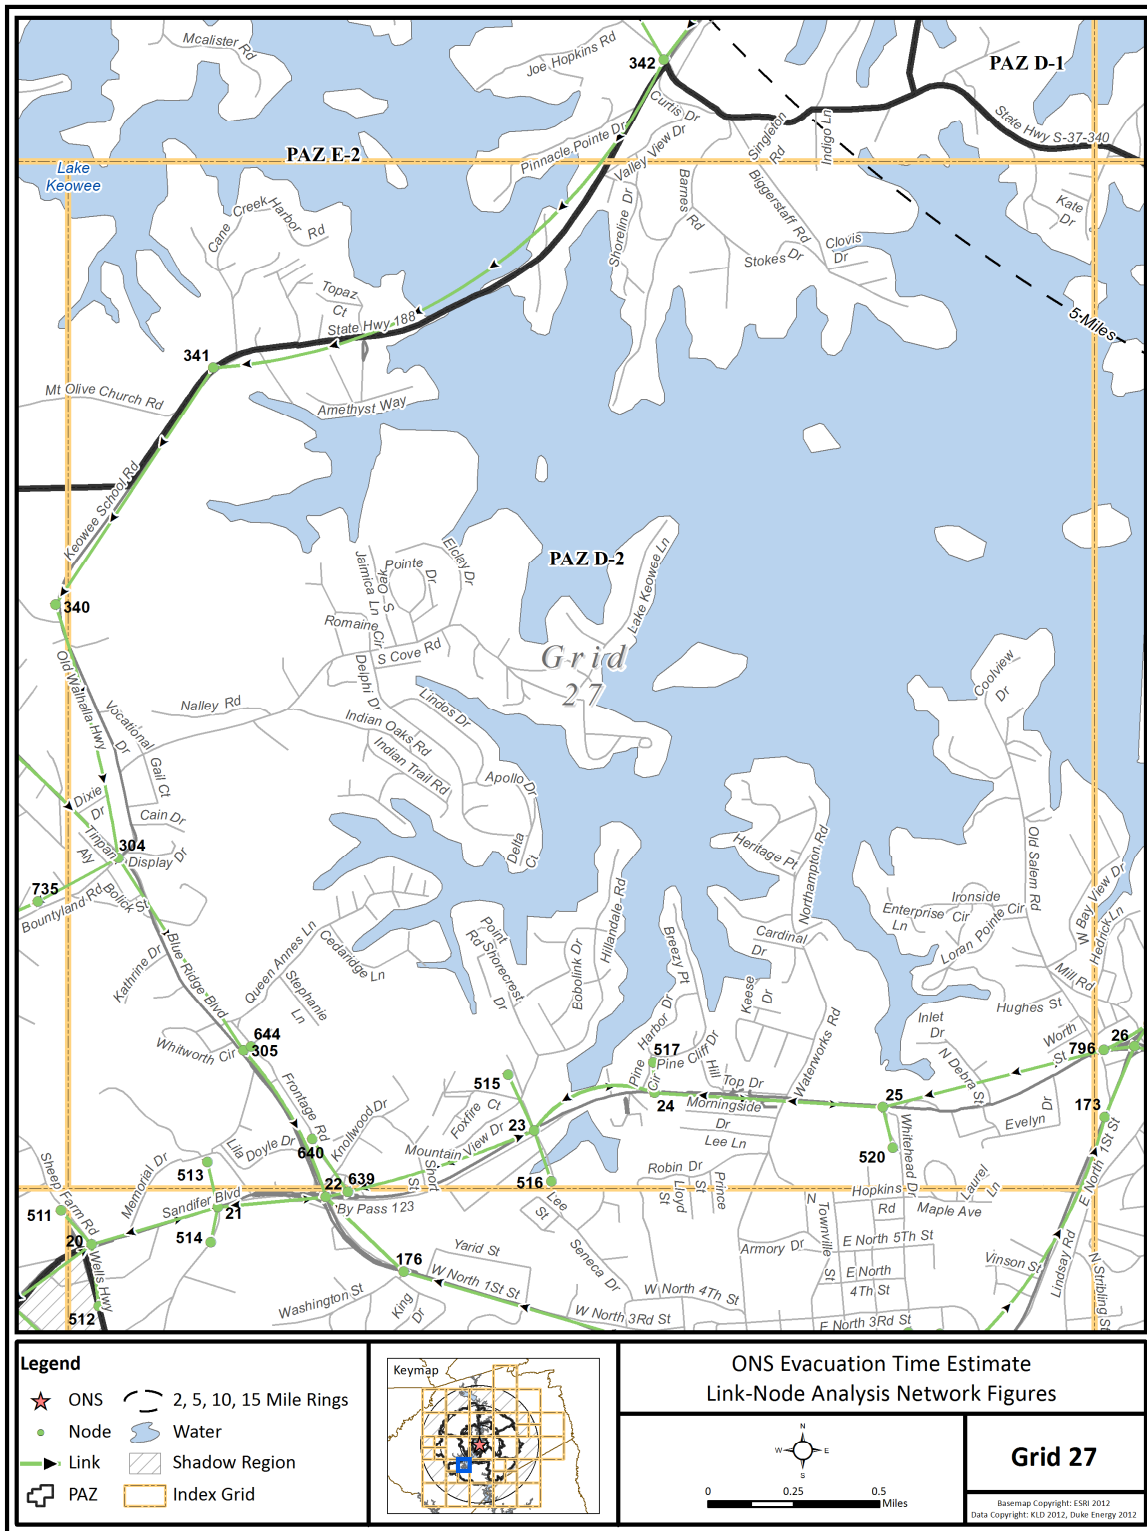 Mcalister Rd
Joe Hopkins Rd
342
PAZ D-1
Curtis Dr
State Hwy S-37-340
Singleton Rd
Indigo Ln
Pinnacle Pointe Dr
Valley View Dr
PAZ E-2
Lake
Keowee
Cane Creek Harbor Rd
Shoreline Dr
Barnes Rd
Biggerstaff Rd
Kate Dr
Clovis Dr
Stokes Dr
Topaz Ct
State Hwy 188
5-Miles
341
Mt Olive Church Rd
Amethyst Way
Keowee School Rd
PAZ D-2
Jaimica Ln
S Oak Pointe Dr
Elclay Dr
Lake Keowee Ln
340
Romaine Cir
S Cove Rd
Grid
27
Old Walhalla Hwy
Delphi Dr
Coolview Dr
Nalley Rd
Vocational Dr
Lindos Dr
Indian Oaks Rd
Indian Trail Rd
Gail Ct
Apollo Dr
Dixie Dr
Cain Dr
Tinpan Aly
304
Display Dr
Delta Ct
Heritage Pt
Northampton Rd
Old Salem Rd
735
Bountyland Rd
Bolick St
Hillandale Rd
Ironside Cir
Enterprise Ln
Loran Pointe Cir
W Bay View Dr
Hedrick Ln
Point Rd
Shorecrest Dr
Breezy Pt
Cardinal Dr
Kathrine Dr
Blue Ridge Blvd
Queen Annes Ln
Cedaridge Ln
Stephanie Ln
Eobolink Dr
Keese Dr
Mill Rd
Hughes St
Inlet Dr
Worth St
26
796
644
305
Whitworth Cir
Pine Harbor Dr
517
Pine Cliff Dr
Pine Cir
Hill Top Dr
Waterworks Rd
N Debra St
515
Frontage Rd
Foxfire Ct
24
Morningside Dr
25
Evelyn Dr
173
Knollwood Dr
23
Lee Ln
Whitehead Dr
E North 1st St
Lila Doyle Dr
640
Mountain View Dr
520
Sheep Farm Rd
Memorial Dr
513
Short St
516
Robin Dr
Lloyd St
Prince St
Laurel Ln
Hopkins Rd
Maple Ave
22
639
By Pass 123
Sandifer Blvd
21
511
514
20
Lee St
Seneca Dr
N Townville St
Armory Dr
E North 5th St
E North 4th St
Vinson St
Lindsay Rd
N Stribling St
Wells Hwy
512
Yarid St
176
W North 1St St
W North 4th St
W North 3Rd St
E North 3Rd St
Washington St
King Dr
Legend
ONS
2, 5, 10, 15 Mile Rings
Node
Water
Link
Shadow Region
PAZ
Index Grid
Keymap
ONS Evacuation Time Estimate
Link-Node Analysis Network Figures
N
W
E
S
0
0.25
0.5
Miles
Grid 27
Basemap Copyright: ESRI 2012
Data Copyright: KLD 2012, Duke Energy 2012